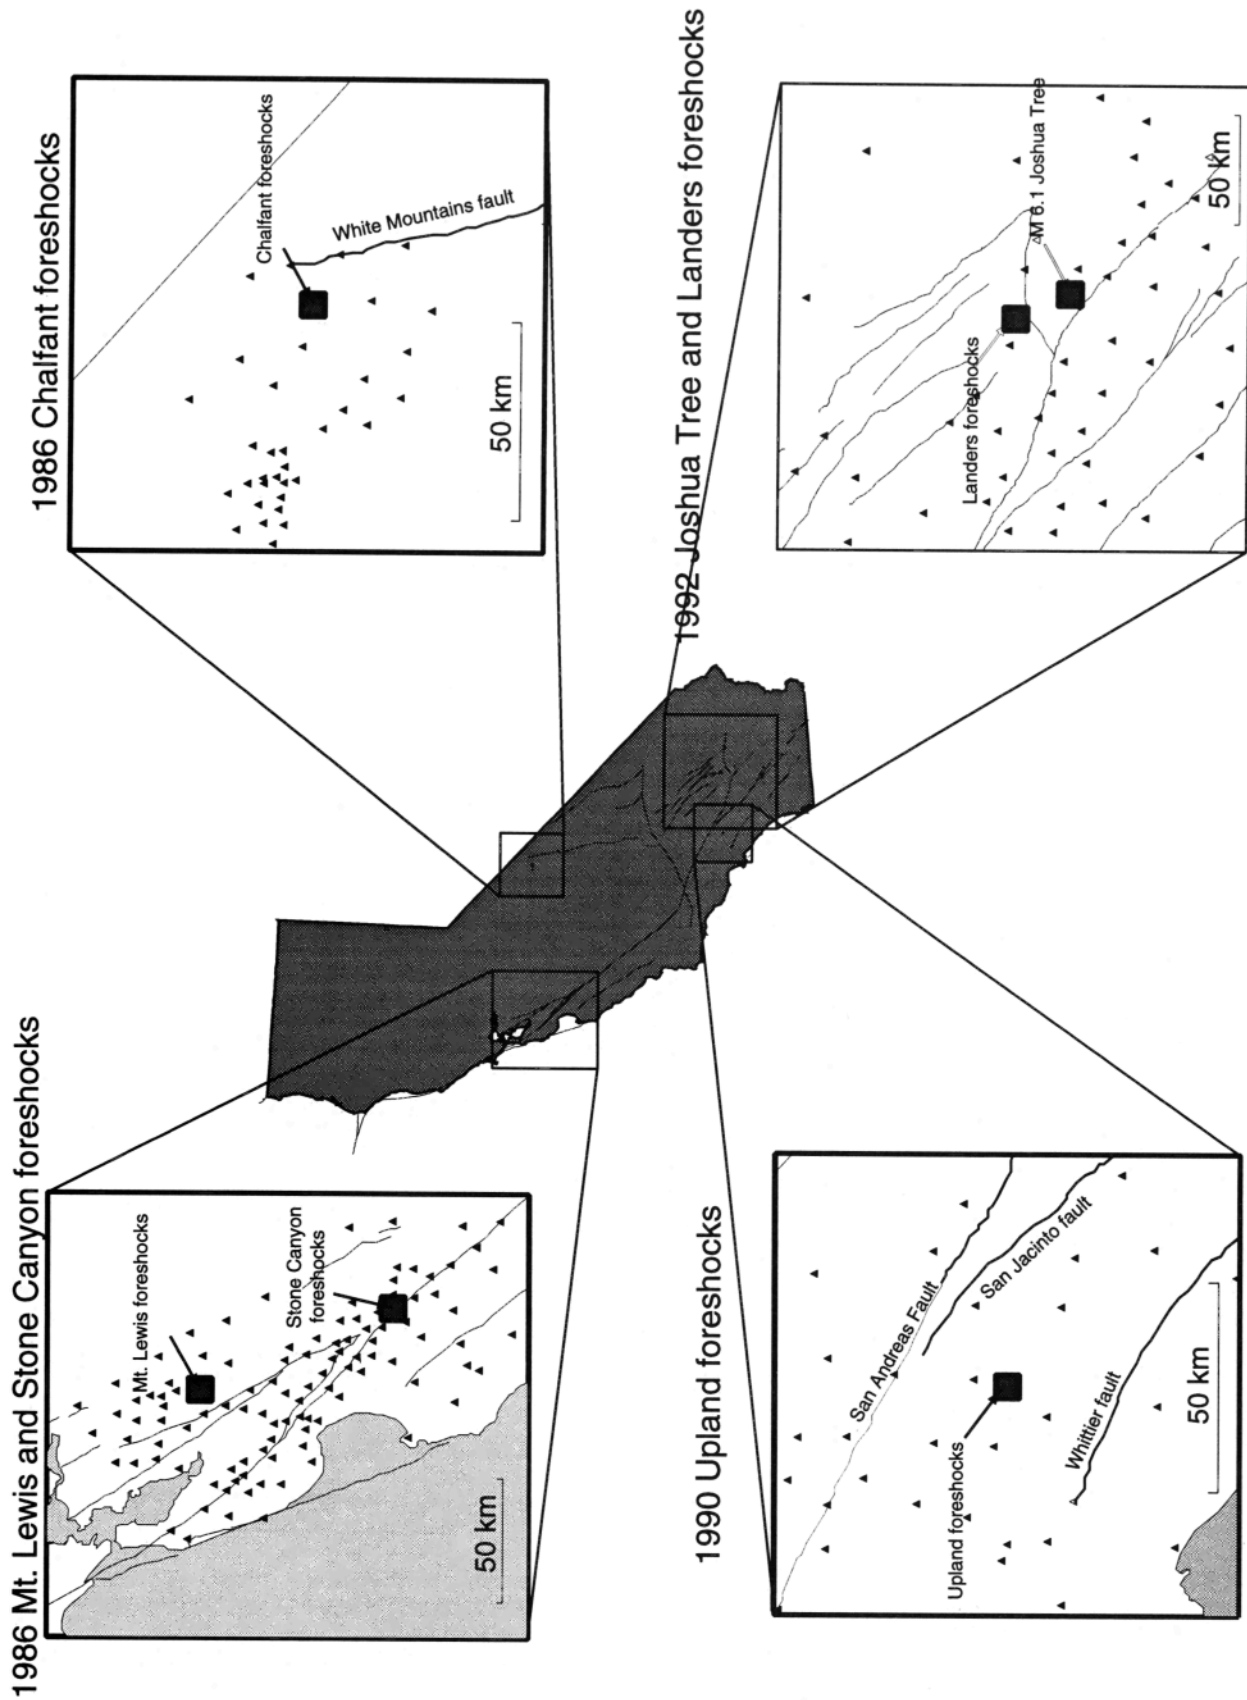 1986 Mt. Lewis and Stone Canyon foreshocks
Mt. Lewis foreshocks
Stone Canyon
foreshocks
50 km
1986 Chalfant foreshocks
Chalfant foreshocks
White Mountains fault
50 km
1990 Upland foreshocks
San Andreas Fault
San Jacinto fault
Upland foreshocks
Whittier fault
50 km
1992 Joshua Tree and Landers foreshocks
Landers foreshocks
M 6.1 Joshua Tree
50 km